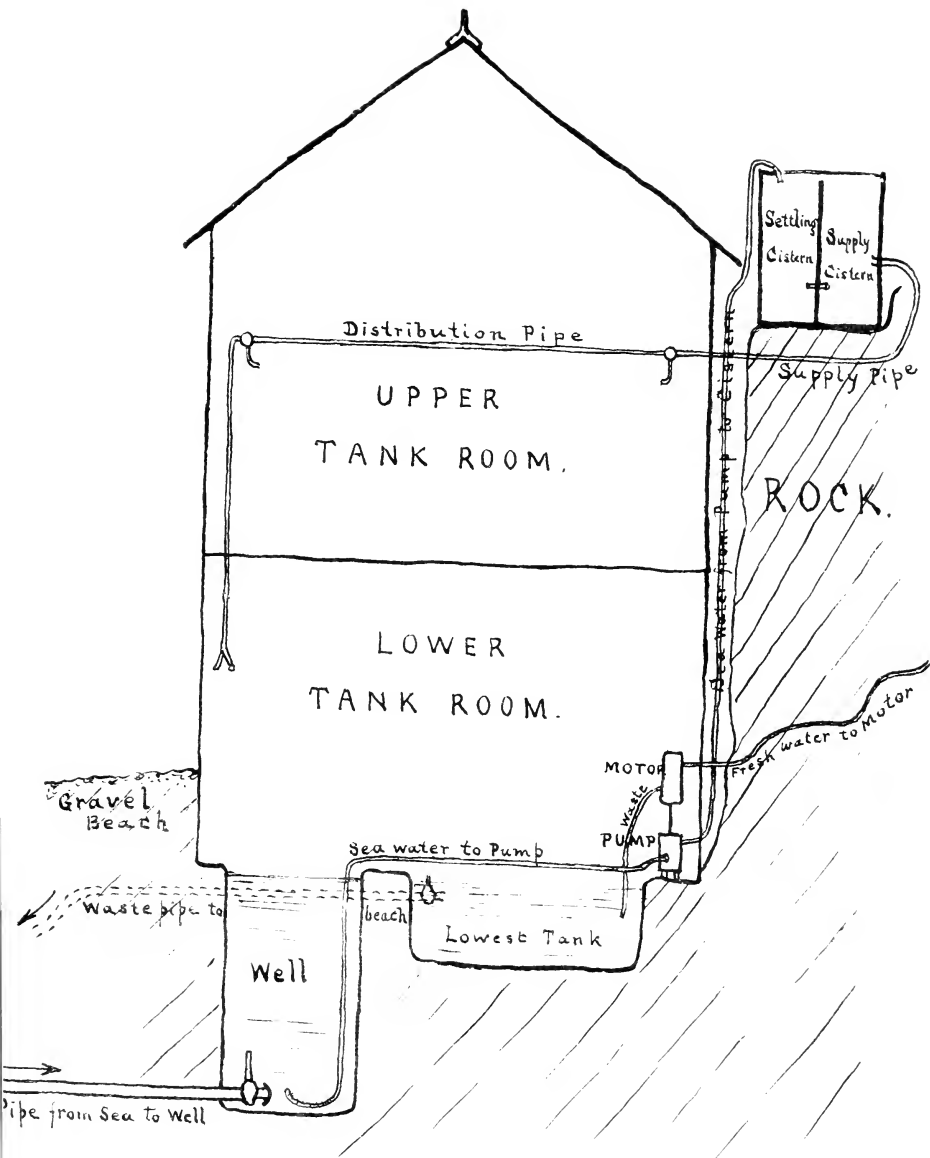 Settling
Cistern
Supply
Cistern
Distribution Pipe
Supply Pipe
UPPER
TANK ROOM.
ROCK.
Sea Water from Pump to Cistern
LOWER
TANK ROOM.
Fresh water to Motor
MOTOR
Waste
Gravel
Beach
PUMP
Sea water to Pump
Waste pipe to beach
Lowest Tank
Well
Pipe from Sea to Well